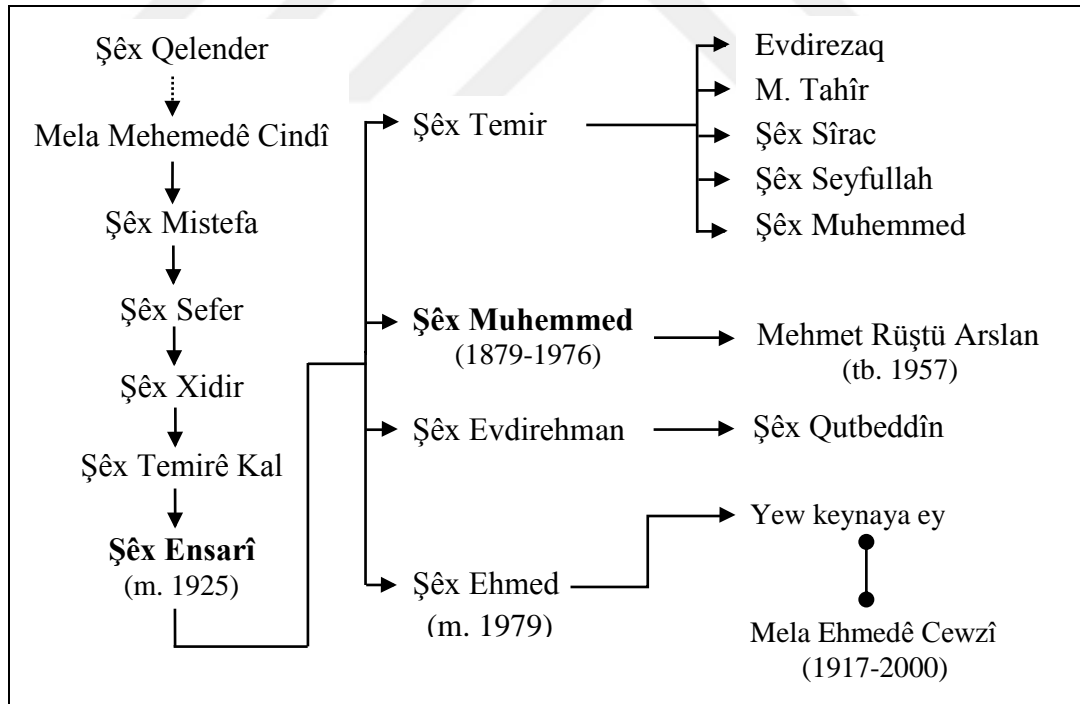 Şêx Qelender
Mela Mehemedê Cindî
Şêx Mistefa
Şêx Sefer
Şêx Xidir
Şêx Temirê Kal
Şêx Ensarî
(m. 1925)
Şêx Temir
Şêx Muhemmed
(1879-1976)
Şêx Evdirehman
Şêx Ehmed
(m. 1979)
Evdirezaq
M. Tahîr
Şêx Sîrac
Şêx Seyfullah
Şêx Muhemmed
Mehmet Rüştü Arslan
(tb. 1957)
Şêx Qutbeddîn
Yew keynaya ey
Mela Ehmedê Cewzî
(1917-2000)